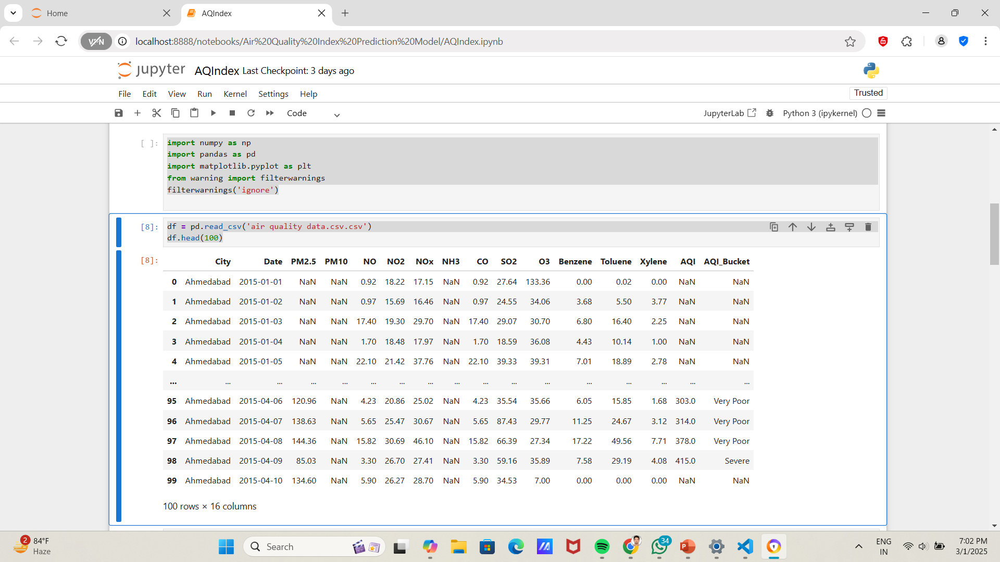 Home
AQIndex
VPN
localhost:8888/notebooks/Air%20Quality%20Index%20Prediction%20Model/AQIndex.ipynb
jupyter AQIndex Last Checkpoint: 3 days ago
File Edit View Run Kernel Settings Help
Trusted
Code
JupyterLab
Python 3 (ipykernel)
[ ]:
import numpy as np
import pandas as pd
import matplotlib.pyplot as plt
from warning import filterwarnings
filterwarnings('ignore')
[8]:
df = pd.read_csv('air quality data.csv.csv')
df.head(100)
[8]:
City Date PM2.5 PM10 NO NO2 NOx NH3 CO SO2 O3 Benzene Toluene Xylene AQI AQI_Bucket
0 Ahmedabad 2015-01-01 NaN NaN 0.92 18.22 17.15 NaN 0.92 27.64 133.36 0.00 0.02 0.00 NaN NaN
1 Ahmedabad 2015-01-02 NaN NaN 0.97 15.69 16.46 NaN 0.97 24.55 34.06 3.68 5.50 3.77 NaN NaN
2 Ahmedabad 2015-01-03 NaN NaN 17.40 19.30 29.70 NaN 17.40 29.07 30.70 6.80 16.40 2.25 NaN NaN
3 Ahmedabad 2015-01-04 NaN NaN 1.70 18.48 17.97 NaN 1.70 18.59 36.08 4.43 10.14 1.00 NaN NaN
4 Ahmedabad 2015-01-05 NaN NaN 22.10 21.42 37.76 NaN 22.10 39.33 39.31 7.01 18.89 2.78 NaN NaN
... ... ... ... ... ... ... ... ... ... ... ... ... ... ... ... ...
95 Ahmedabad 2015-04-06 120.96 NaN 4.23 20.86 25.02 NaN 4.23 35.54 35.66 6.05 15.85 1.68 303.0 Very Poor
96 Ahmedabad 2015-04-07 138.63 NaN 5.65 25.47 30.67 NaN 5.65 87.43 29.77 11.25 24.67 3.12 314.0 Very Poor
97 Ahmedabad 2015-04-08 144.36 NaN 15.82 30.69 46.10 NaN 15.82 66.39 27.34 17.22 49.56 7.71 378.0 Very Poor
98 Ahmedabad 2015-04-09 85.03 NaN 3.30 26.70 27.41 NaN 3.30 59.16 35.89 7.58 29.19 4.08 415.0 Severe
99 Ahmedabad 2015-04-10 134.60 NaN 5.90 26.27 28.70 NaN 5.90 34.53 7.00 0.00 0.00 0.00 NaN NaN
100 rows × 16 columns
2
84°F
Haze
Search
34
ENG
IN
7:02 PM
3/1/2025